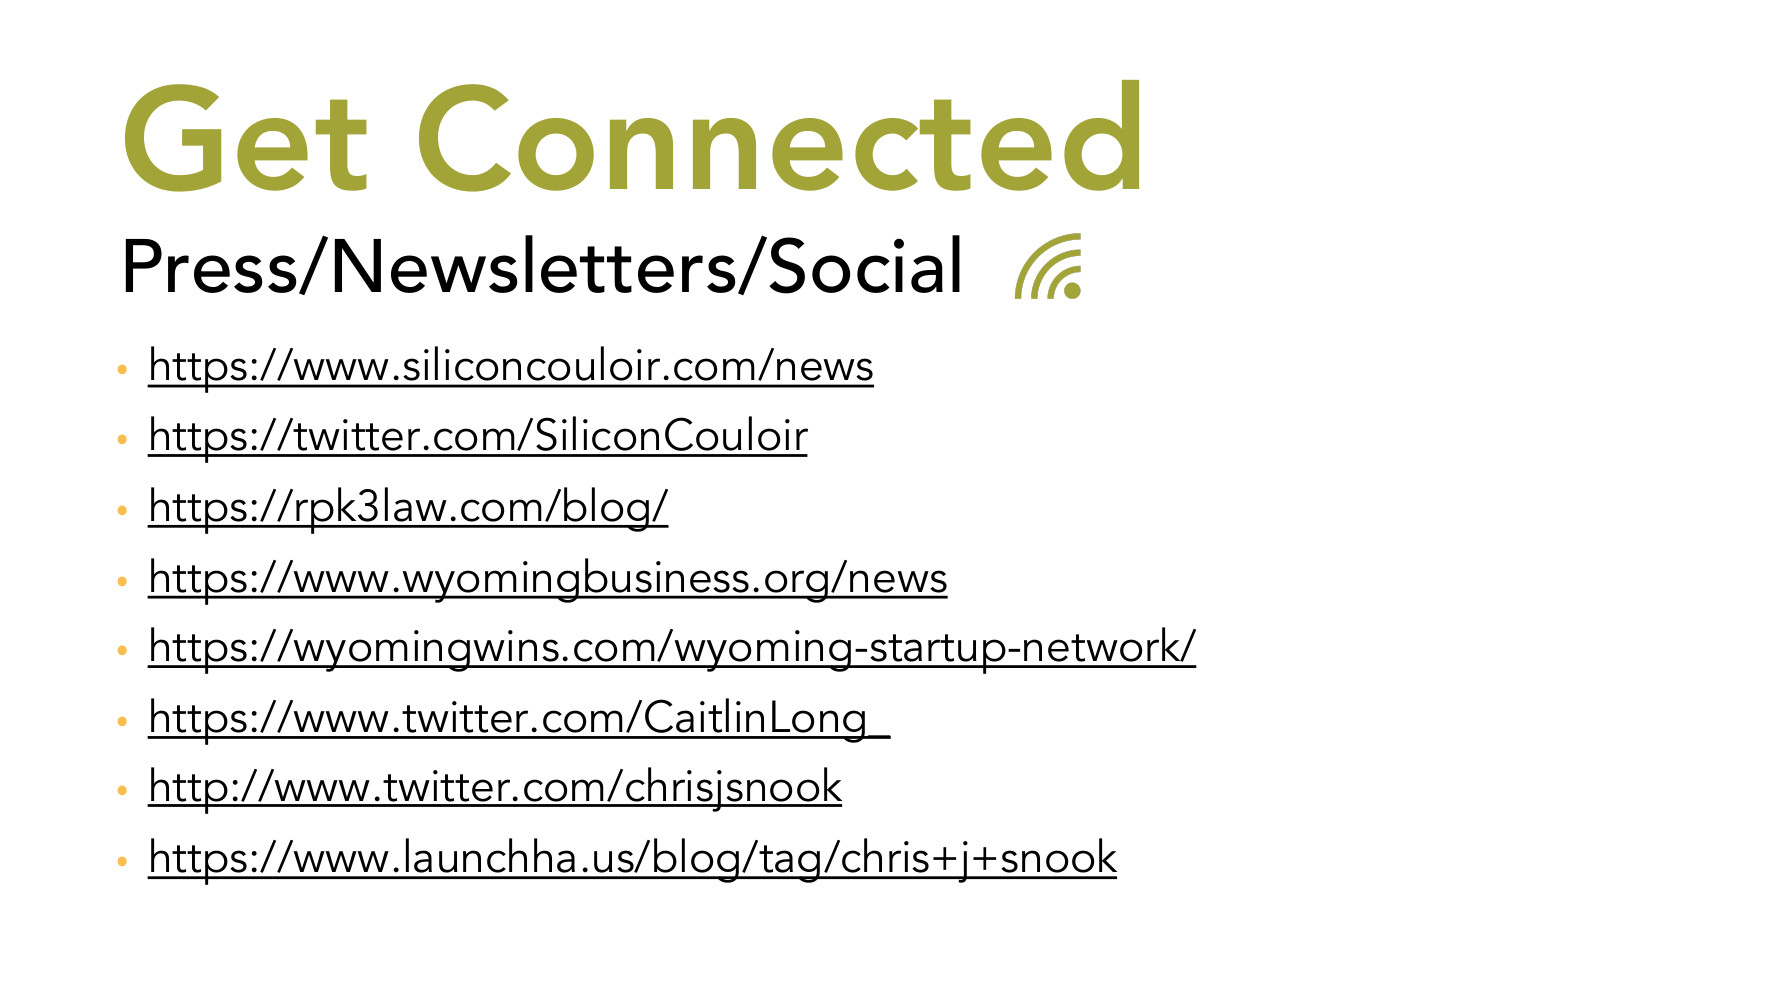 Get Connected
Press/Newsletters/Social
• https://www.siliconcouloir.com/news
• https://twitter.com/SiliconCouloir
• https://rpk3law.com/blog/
• https://www.wyomingbusiness.org/news
• https://wyomingwins.com/wyoming-startup-network/
• https://www.twitter.com/CaitlinLong_
• http://www.twitter.com/chrisjsnook
• https://www.launchha.us/blog/tag/chris+j+snook